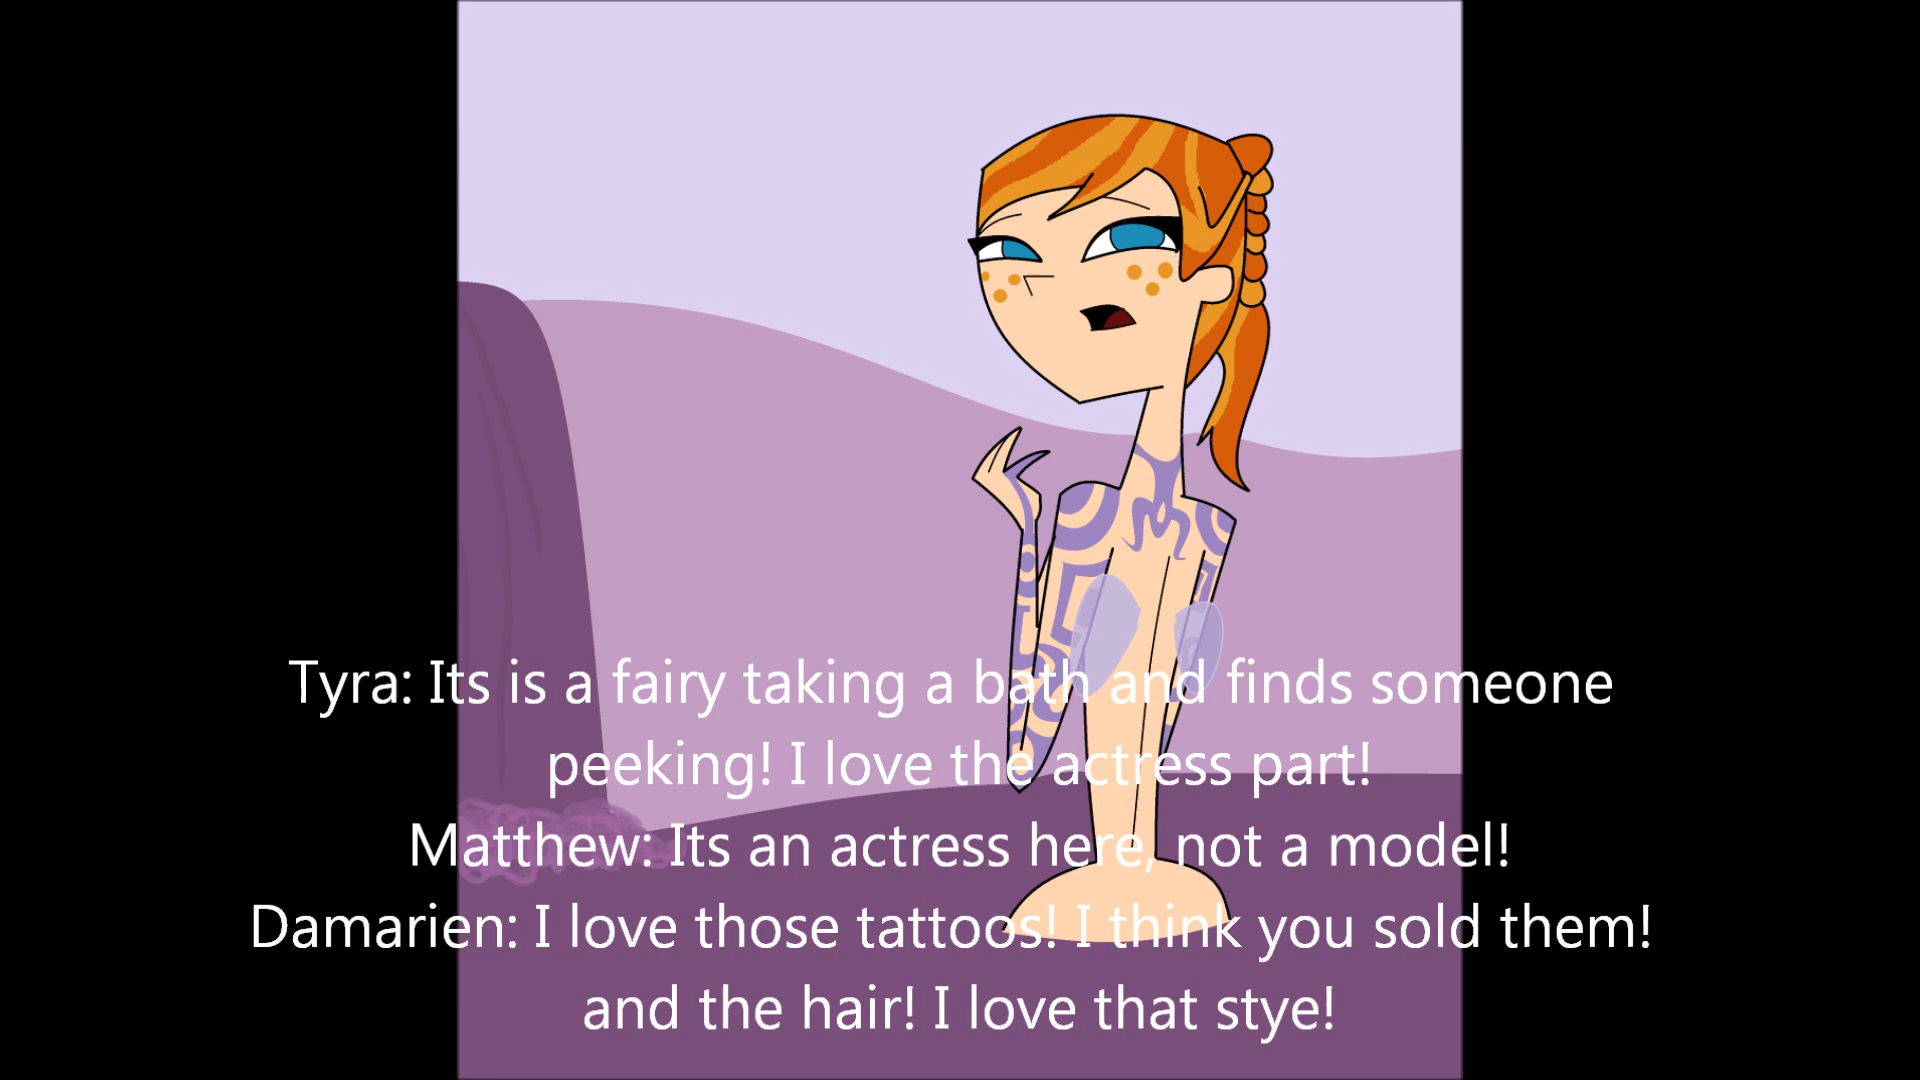 Tyra: Its is a fairy taking a bath and finds someone
peeking! I love the actress part!
Matthew: Its an actress here, not a model!
Damarien: I love those tattoos! I think you sold them!
and the hair! I love that stye!